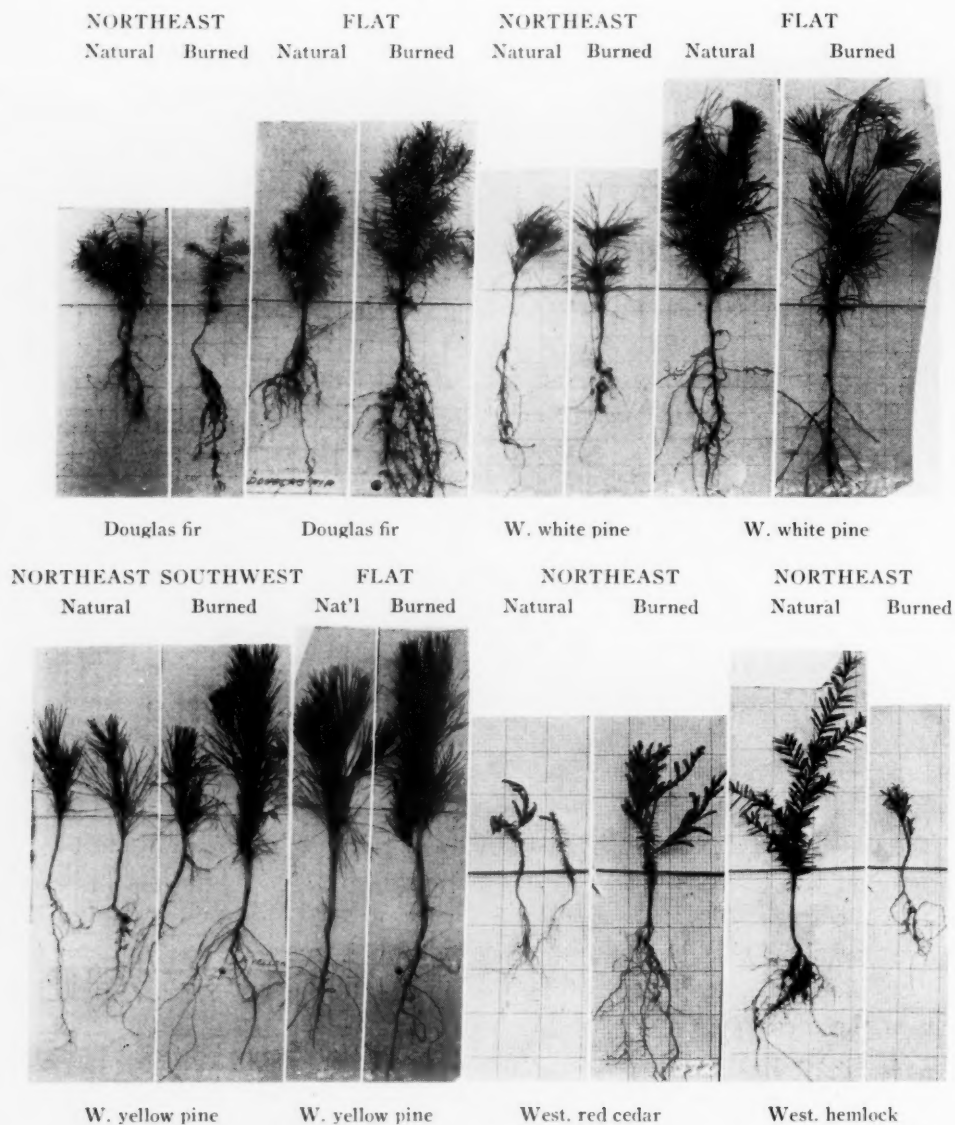 NORTHEAST FLAT NORTHEAST FLAT
Natural Burned Natural Burned Natural Burned Natural Burned
DOUGLAS FIR
Douglas fir Douglas fir W. white pine W. white pine
NORTHEAST SOUTHWEST FLAT NORTHEAST NORTHEAST
Natural Burned Nat'l Burned Natural Burned Natural Burned
W. yellow pine W. yellow pine West. red cedar West. hemlock